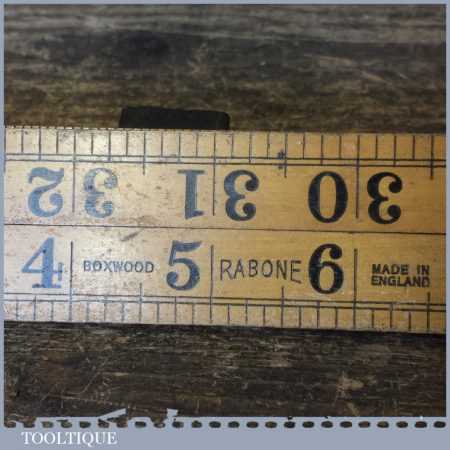 32 31 30
4 BOXWOOD 5 RABONE 6 MADE IN
ENGLAND
TOOLTIQUE